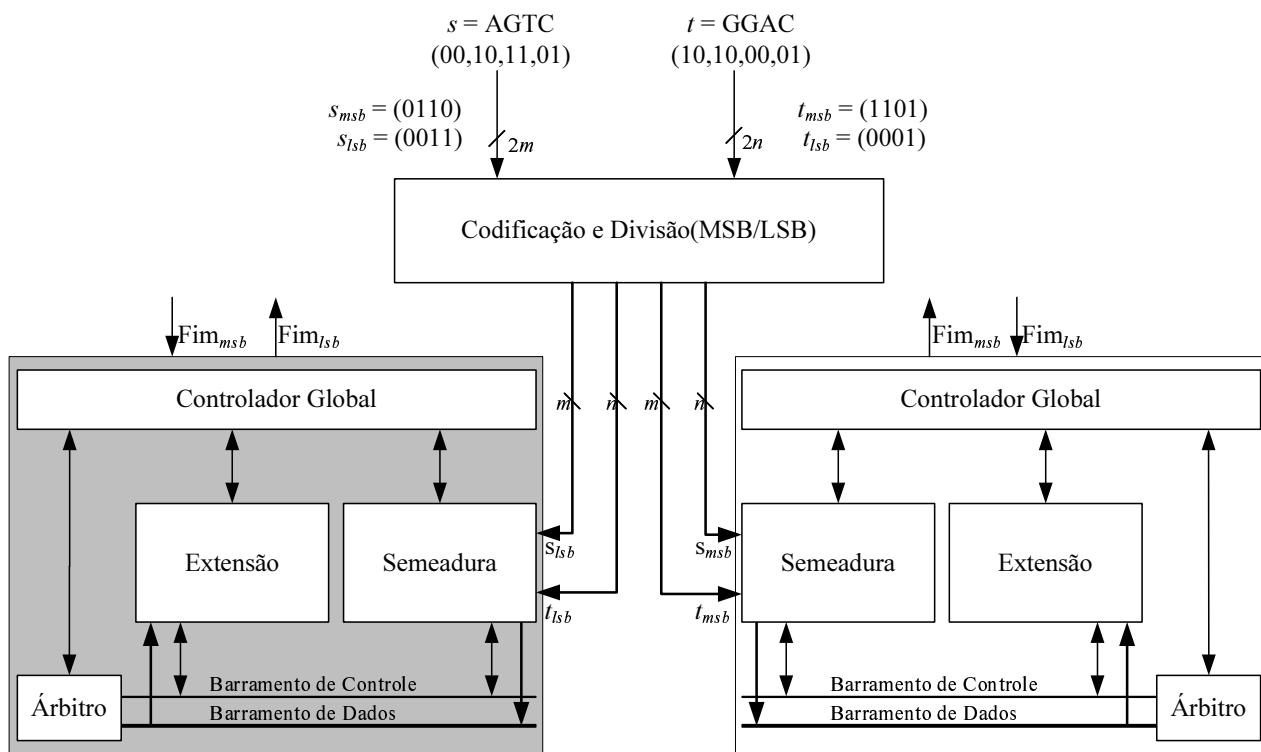 s = AGTC
(00,10,11,01)
t = GGAC
(10,10,00,01)
s_msb = (0110)
s_lsb = (0011)
2m
t_msb = (1101)
t_lsb = (0001)
2n
Codificação e Divisão(MSB/LSB)
Fim_msb
Fim_lsb
Fim_msb
Fim_lsb
Controlador Global
m
n
m
n
Controlador Global
Extensão
Semeadura
s_lsb
t_lsb
s_msb
t_msb
Semeadura
Extensão
Árbitro
Barramento de Controle
Barramento de Dados
Barramento de Controle
Barramento de Dados
Árbitro